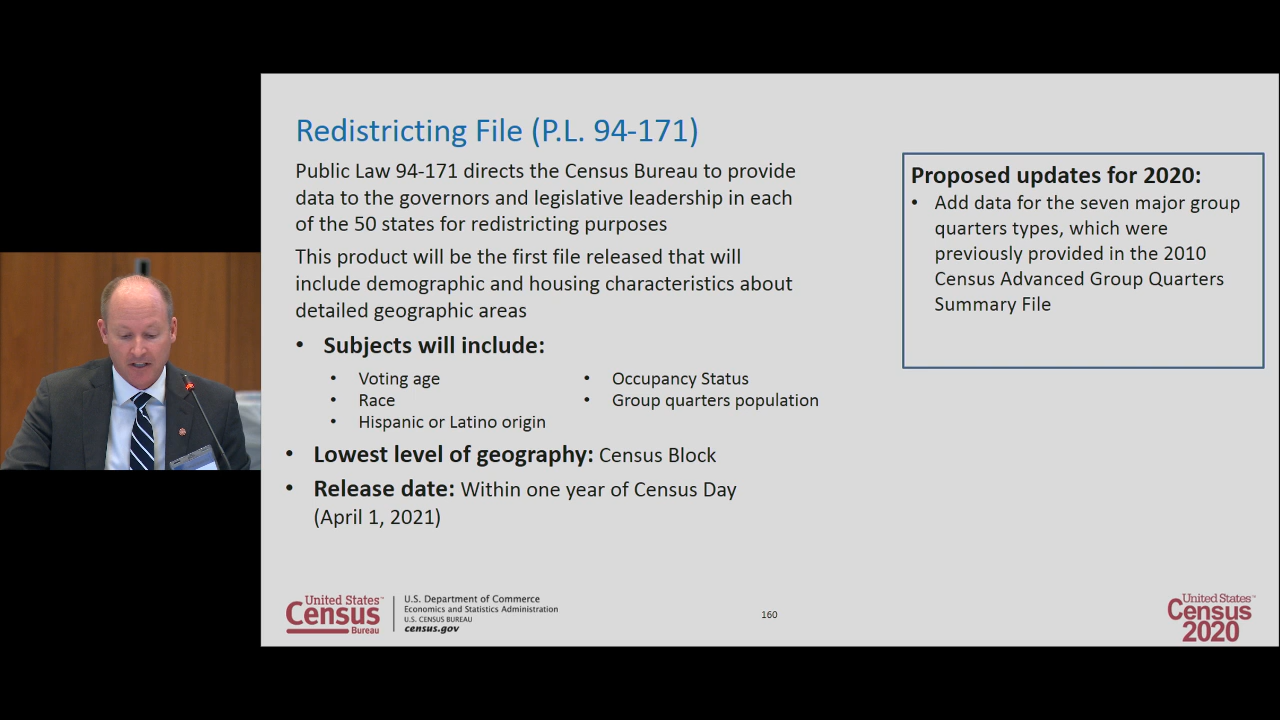 Redistricting File (P.L. 94-171)
Public Law 94-171 directs the Census Bureau to provide
data to the governors and legislative leadership in each
of the 50 states for redistricting purposes
This product will be the first file released that will
include demographic and housing characteristics about
detailed geographic areas
• Subjects will include:
• Voting age
• Race
• Hispanic or Latino origin
• Occupancy Status
• Group quarters population
• Lowest level of geography: Census Block
• Release date: Within one year of Census Day
(April 1, 2021)
Proposed updates for 2020:
• Add data for the seven major group
quarters types, which were
previously provided in the 2010
Census Advanced Group Quarters
Summary File
United States™
Census
Bureau
U.S. Department of Commerce
Economics and Statistics Administration
U.S. CENSUS BUREAU
census.gov
160
United States™
Census
2020